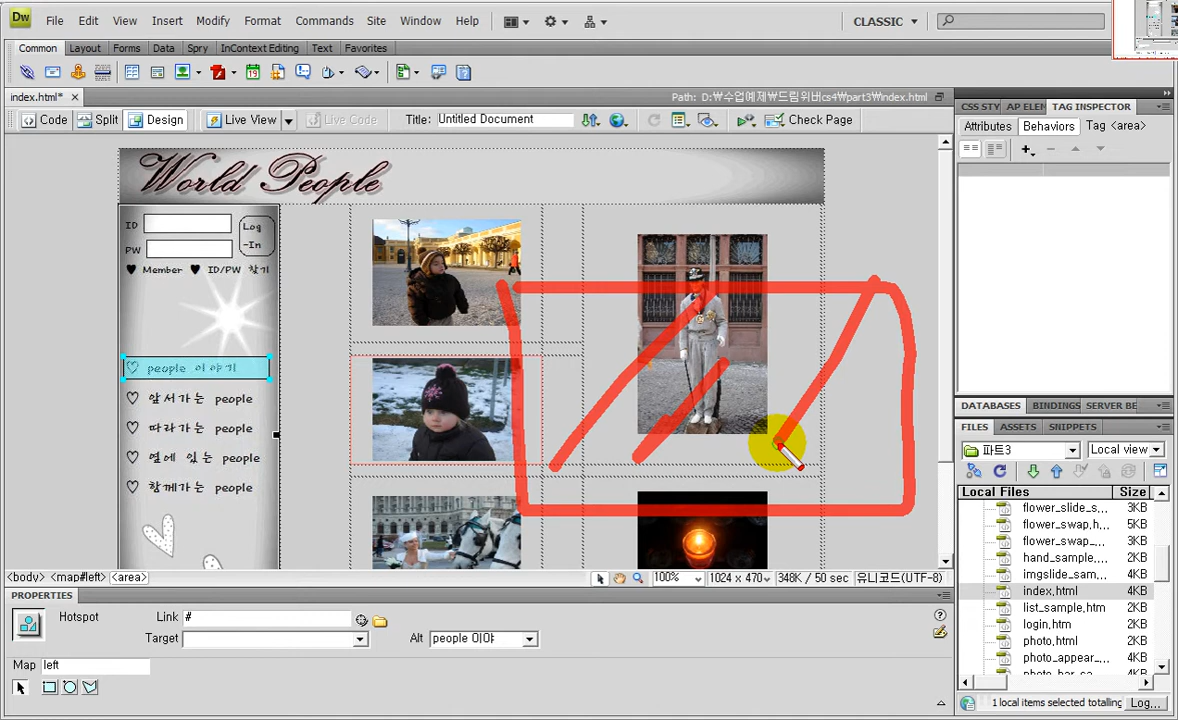 Dw File Edit View Insert Modify Format Commands Site Window Help CLASSIC
Common Layout Forms Data Spry InContext Editing Text Favorites
index.html* Path: D:₩수업예제₩드림위버cs4₩part3₩index.html
Code Split Design Live View Live Code Title: Untitled Document Check Page
CSS STY AP ELEM TAG INSPECTOR
Attributes Behaviors Tag <area>
World People
ID Log
-In
PW
Member ID/PW 찾기
people 이야기
앞서가는 people
따라가는 people
옆에 있는 people
함께가는 people
DATABASES BINDINGS SERVER BE
FILES ASSETS SNIPPETS
파트3 Local view
Local Files Size
flower_slide_s... 3KB
flower_swap,h... 5KB
flower_swap,h... 3KB
hand_sample,... 2KB
imgslide_sam... 4KB
index,html 4KB
list_sample,htm 4KB
login,htm 2KB
photo,html 2KB
photo_appear_... 2KB
photo_bar_sa... 4KB
1 local items selected totalling Log...
<body> <map#left> <area> 100% 1024 x 470 348K / 50 sec 유니코드(UTF-8)
PROPERTIES
Hotspot Link #
Target Alt people 이야
Map left